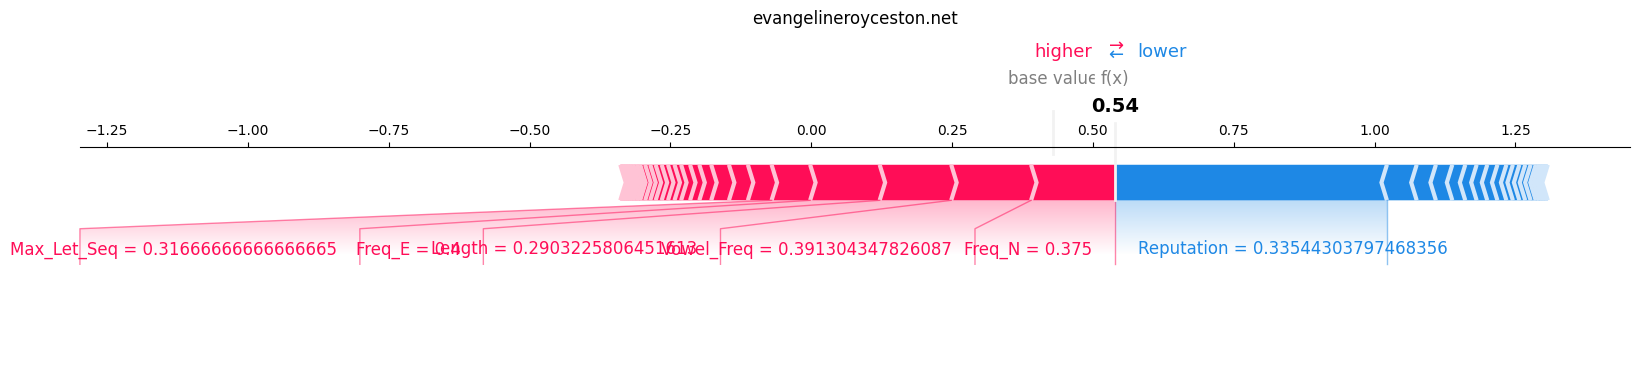 evangelineroyceston.net
higher → ← lower
base value f(x)
0.54
−1.25 −1.00 −0.75 −0.50 −0.25 0.00 0.25 0.50 0.75 1.00 1.25
Max_Let_Seq = 0.31666666666666665 Freq_E = 0.4 Length = 0.2903225806451613 Vowel_Freq = 0.391304347826087 Freq_N = 0.375 Reputation = 0.33544303797468356